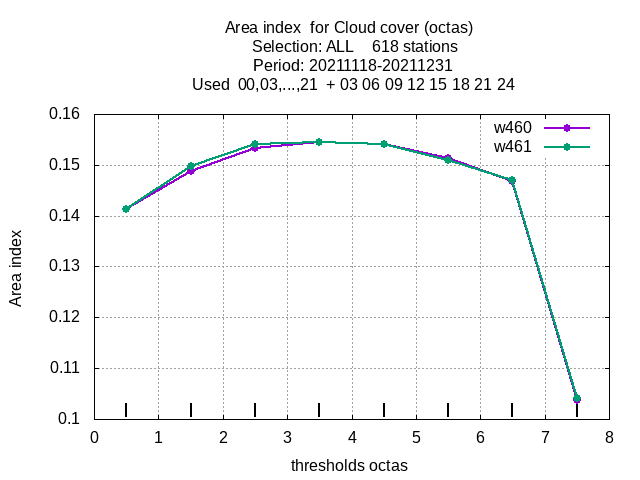 Area index  for Cloud cover (octas)
Selection: ALL    618 stations
Period: 20211118-20211231
Used  00,03,...,21  + 03 06 09 12 15 18 21 24
w460
w461
0.16
0.15
0.14
0.13
0.12
0.11
0.1
Area index
0 1 2 3 4 5 6 7 8
thresholds octas